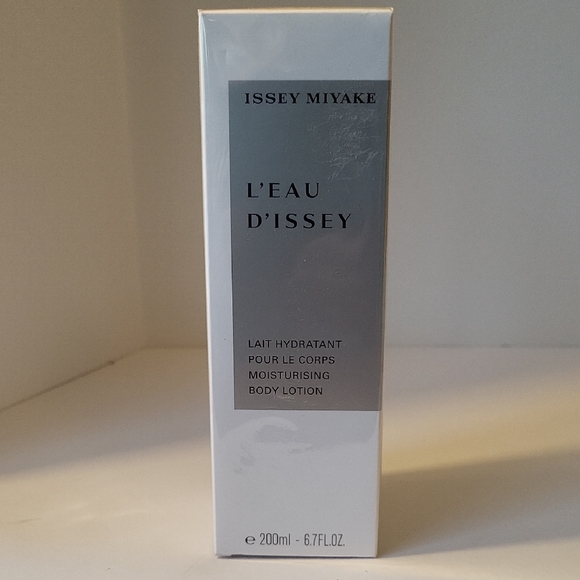 ISSEY MIYAKE
L'EAU
D'ISSEY
LAIT HYDRATANT
POUR LE CORPS
MOISTURISING
BODY LOTION
℮ 200ml - 6.7FL.OZ.